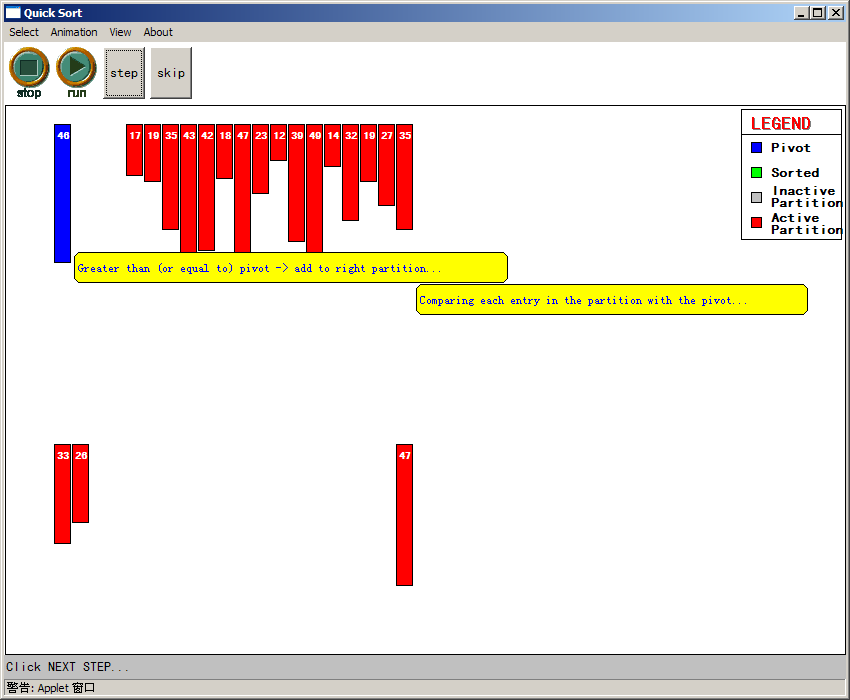 Quick Sort
Select Animation View About
stop run step skip
46 17 19 35 43 42 18 47 23 12 39 49 14 32 19 27 35
LEGEND
Pivot
Sorted
Inactive
Partition
Active
Partition
Greater than (or equal to) pivot -> add to right partition...
Comparing each entry in the partition with the pivot...
33 26 47
Click NEXT STEP...
警告: Applet 窗口